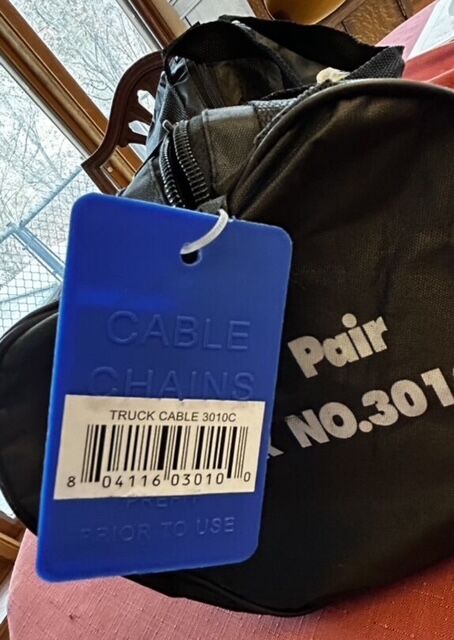 CABLE
CHAINS
TRUCK CABLE 3010C
8 04116 03010 0
PRIOR TO USE
Pair
NO.301